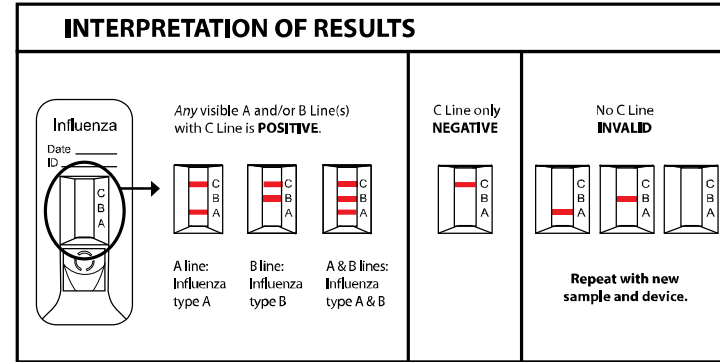 INTERPRETATION OF RESULTS
Influenza
Date
ID
C
B
A
Any visible A and/or B Line(s)
with C Line is POSITIVE.
C
B
A
C
B
A
C
B
A
A line:
Influenza
type A
B line:
Influenza
type B
A & B lines:
Influenza
type A & B
C Line only
NEGATIVE
C
B
A
No C Line
INVALID
C
B
A
C
B
A
C
B
A
Repeat with new
sample and device.